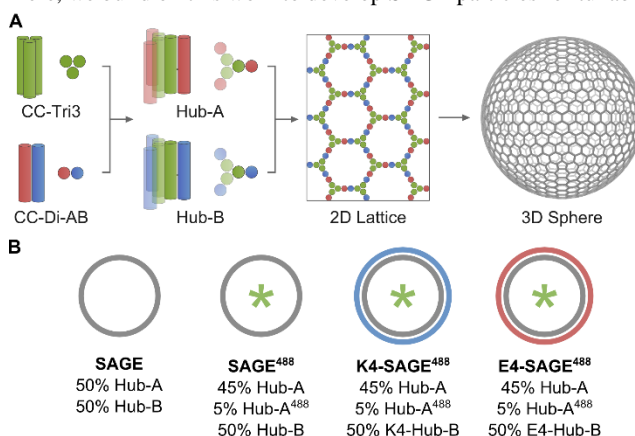 A
CC-Tri3
Hub-A
CC-Di-AB
Hub-B
2D Lattice
3D Sphere
B
SAGE
SAGE⁴⁸⁸
K4-SAGE⁴⁸⁸
E4-SAGE⁴⁸⁸
50% Hub-A
45% Hub-A
45% Hub-A
45% Hub-A
50% Hub-B
5% Hub-A⁴⁸⁸
5% Hub-A⁴⁸⁸
5% Hub-A⁴⁸⁸
50% Hub-B
50% K4-Hub-B
50% E4-Hub-B